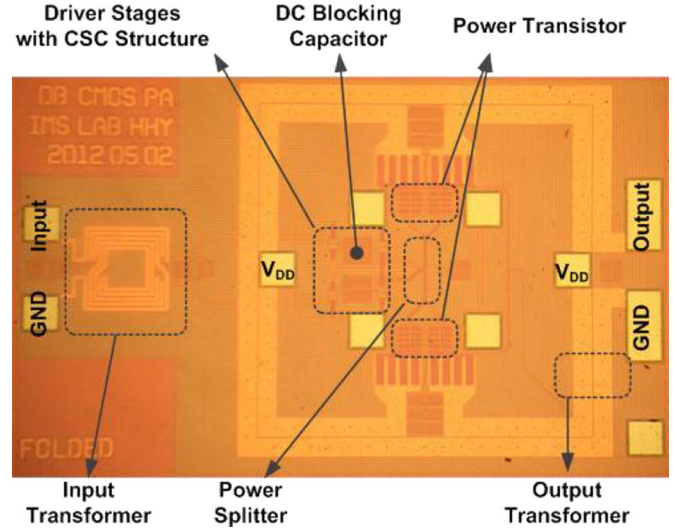 Driver Stages
with CSC Structure
DC Blocking
Capacitor
Power Transistor
DB CMOS PA
IMS LAB HHY
2012 05 02
Input
GND
VDD
VDD
Output
GND
FOLDED
Input
Transformer
Power
Splitter
Output
Transformer